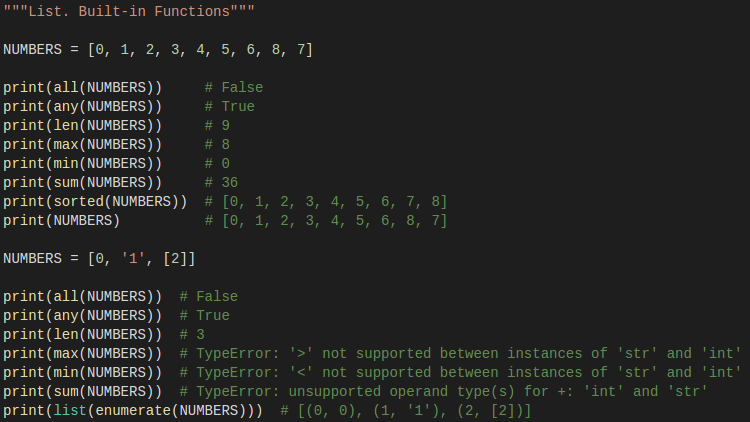 """List. Built-in Functions"""

NUMBERS = [0, 1, 2, 3, 4, 5, 6, 8, 7]

print(all(NUMBERS))     # False
print(any(NUMBERS))     # True
print(len(NUMBERS))     # 9
print(max(NUMBERS))     # 8
print(min(NUMBERS))     # 0
print(sum(NUMBERS))     # 36
print(sorted(NUMBERS))  # [0, 1, 2, 3, 4, 5, 6, 7, 8]
print(NUMBERS)          # [0, 1, 2, 3, 4, 5, 6, 8, 7]

NUMBERS = [0, '1', [2]]

print(all(NUMBERS))  # False
print(any(NUMBERS))  # True
print(len(NUMBERS))  # 3
print(max(NUMBERS))  # TypeError: '>' not supported between instances of 'str' and 'int'
print(min(NUMBERS))  # TypeError: '<' not supported between instances of 'str' and 'int'
print(sum(NUMBERS))  # TypeError: unsupported operand type(s) for +: 'int' and 'str'
print(list(enumerate(NUMBERS)))  # [(0, 0), (1, '1'), (2, [2])]